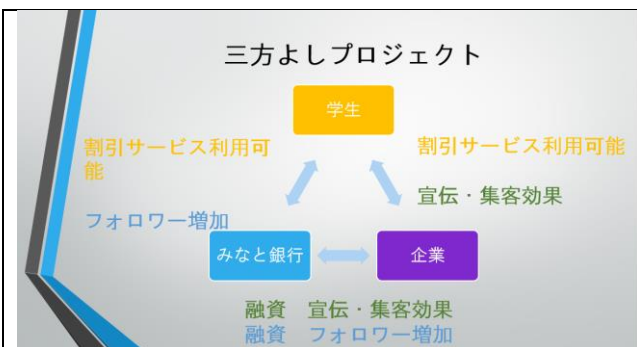 三方よしプロジェクト
学生
割引サービス利用可
能
フォロワー増加
割引サービス利用可能
宣伝・集客効果
みなと銀行
企業
融資 宣伝・集客効果
融資 フォロワー増加